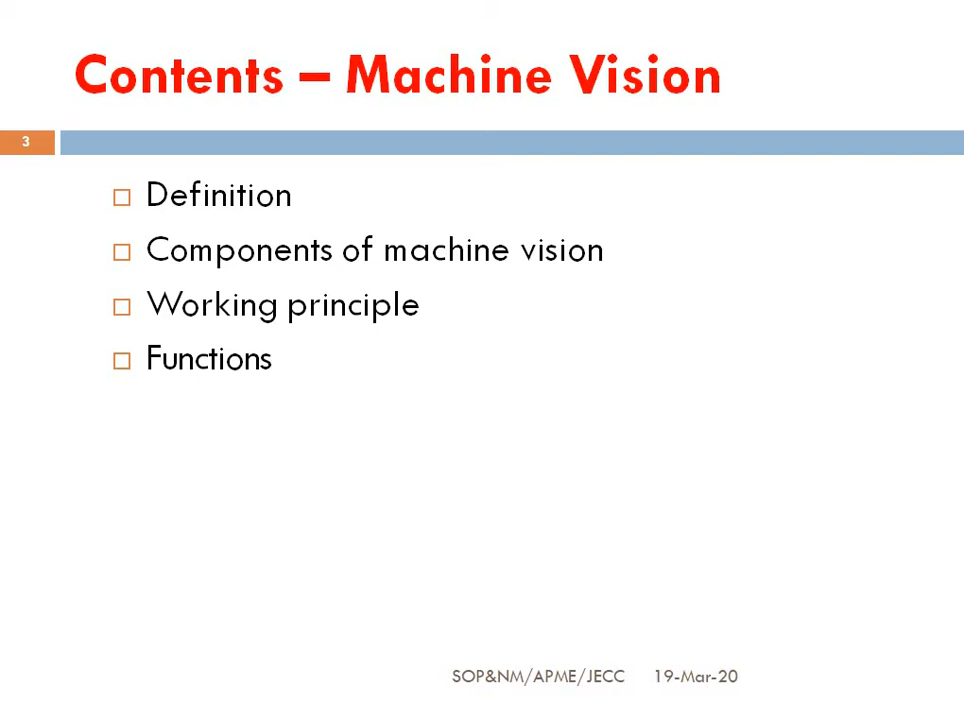 Contents – Machine Vision
3
Definition
Components of machine vision
Working principle
Functions
SOP&NM/APME/JECC 19-Mar-20